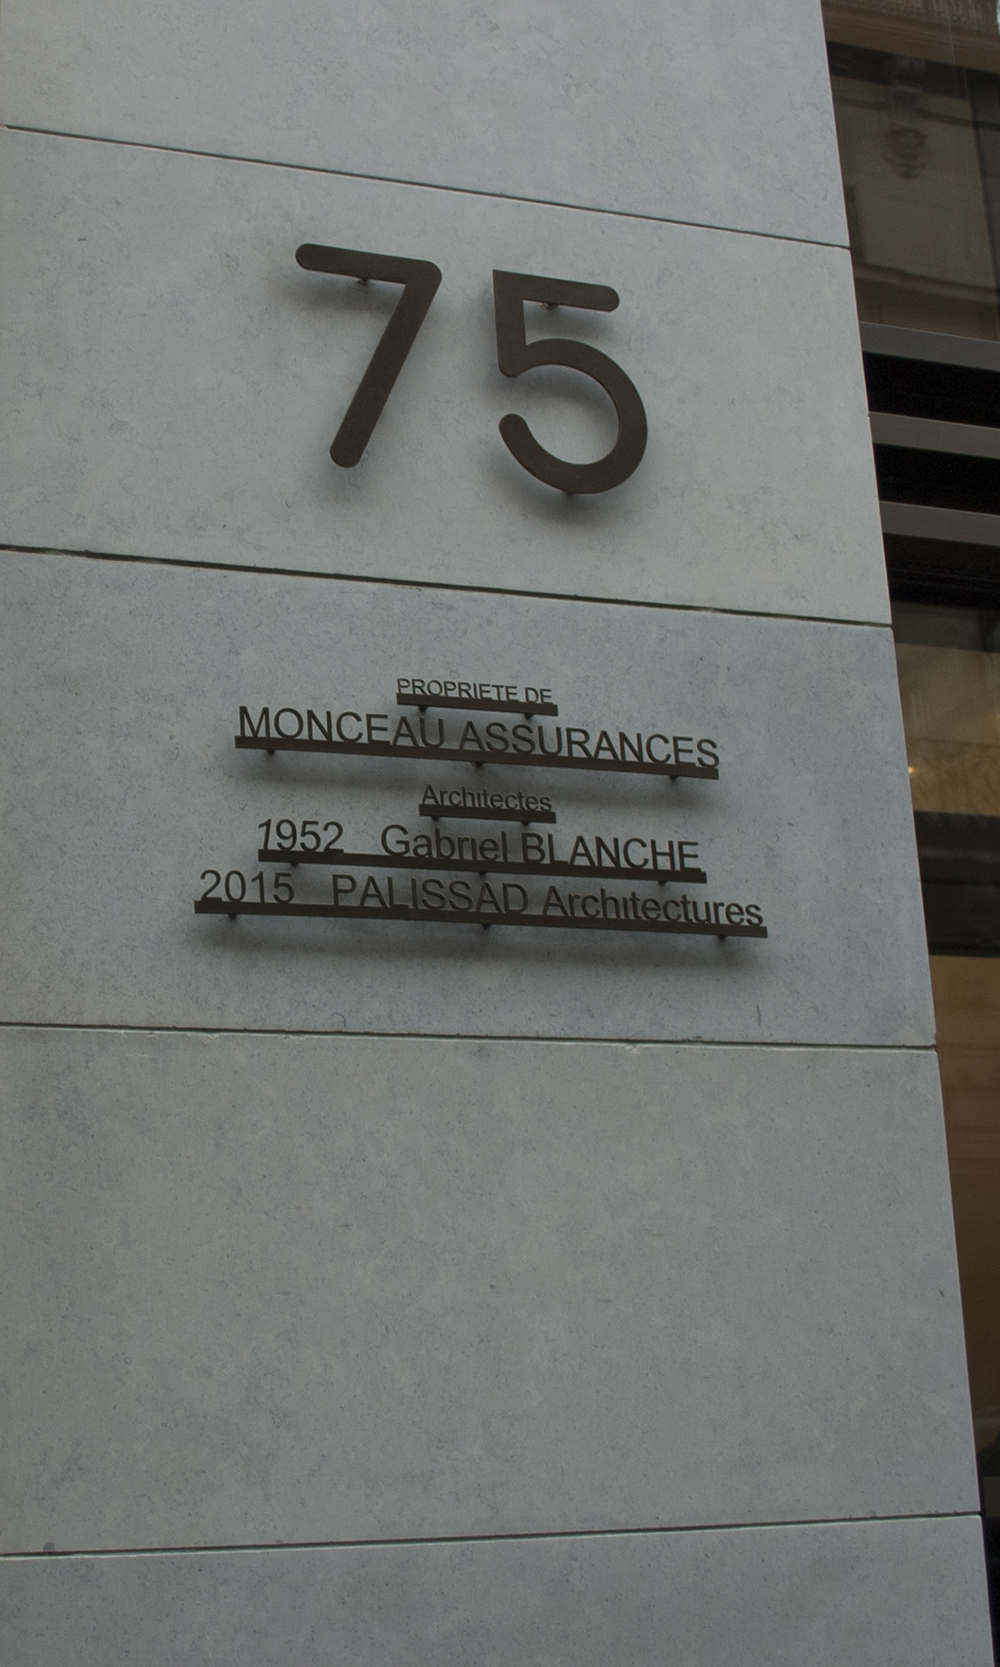 75
PROPRIETE DE
MONCEAU ASSURANCES
Architectes
1952 Gabriel BLANCHE
2015 PALISSAD Architectures